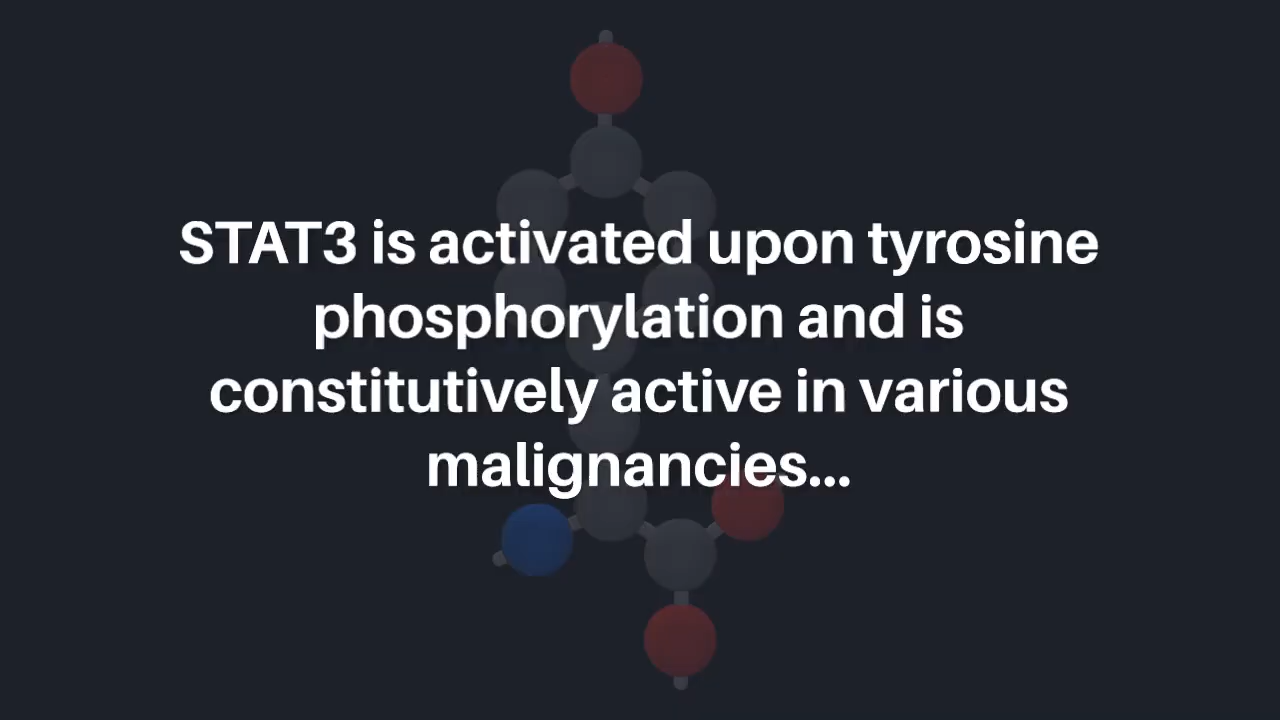 STAT3 is activated upon tyrosine
phosphorylation and is
constitutively active in various
malignancies...